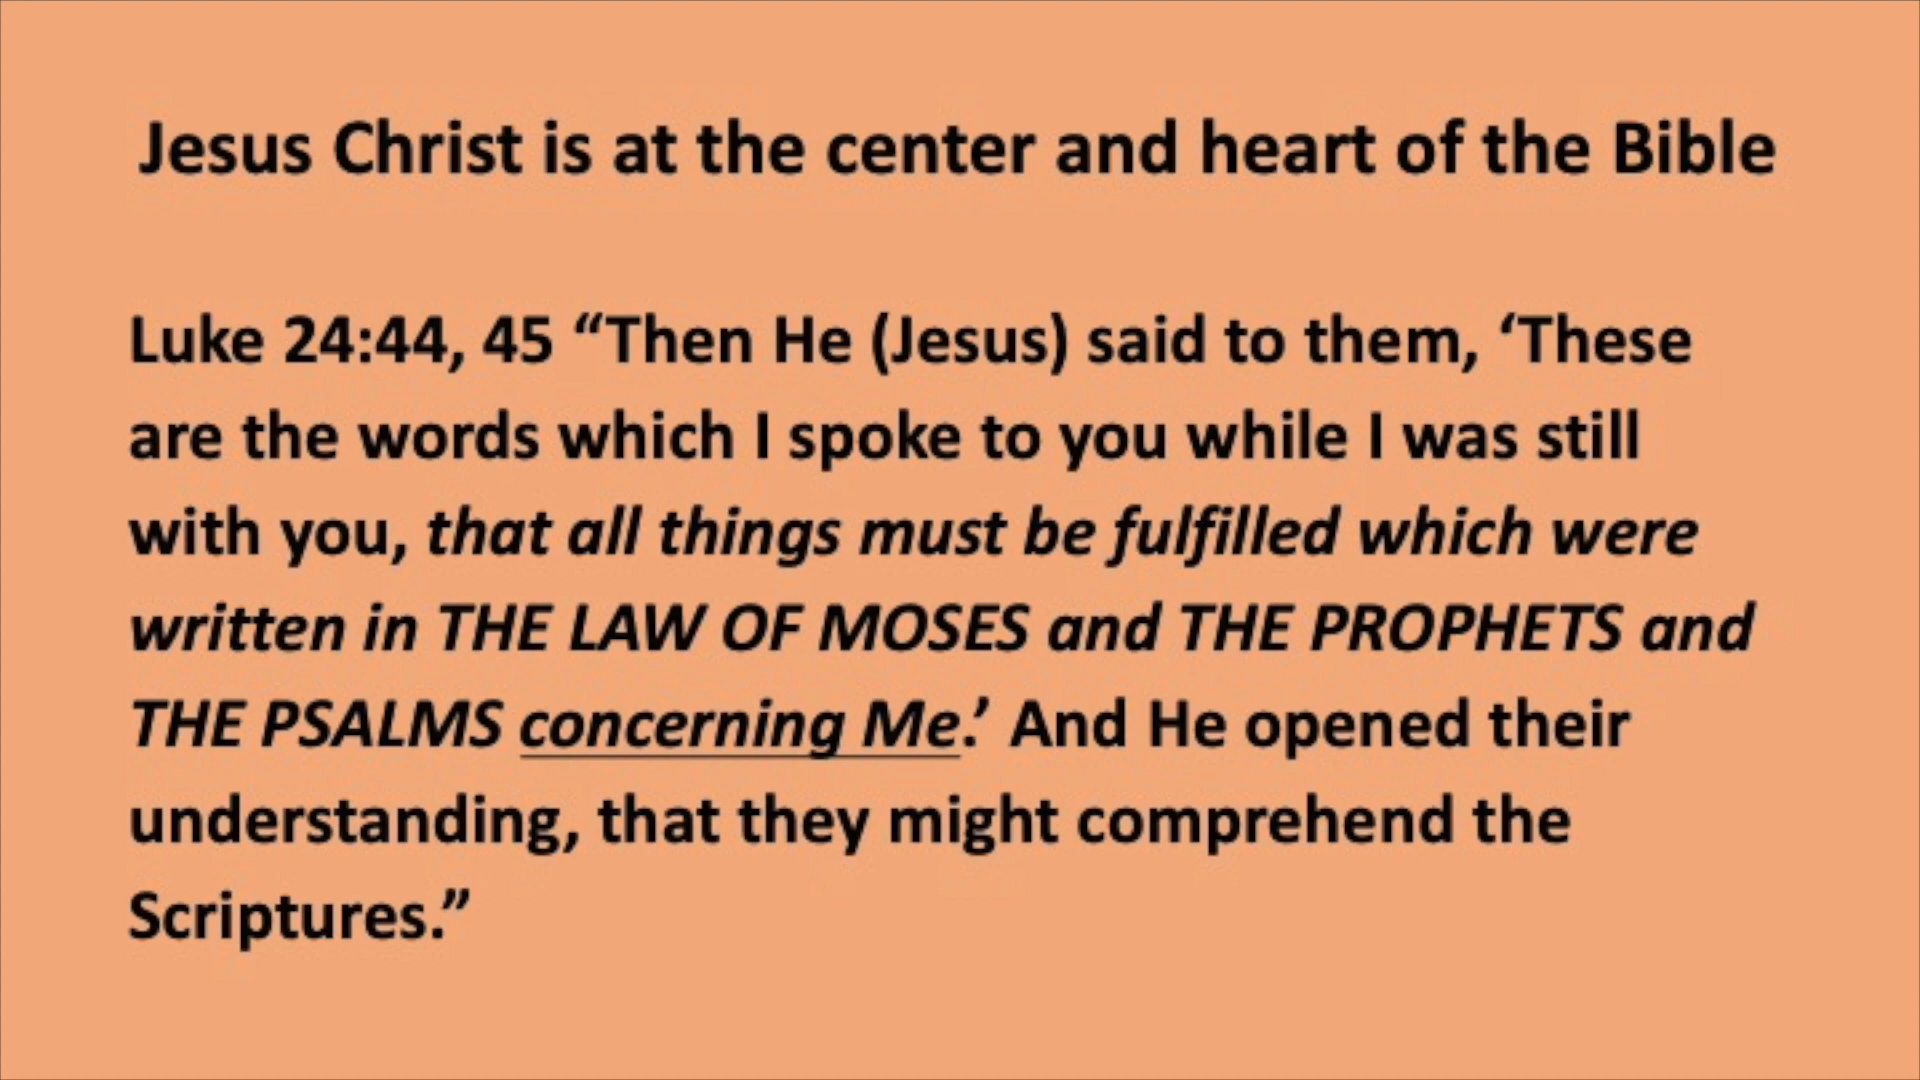 Jesus Christ is at the center and heart of the Bible
Luke 24:44, 45 “Then He (Jesus) said to them, ‘These
are the words which I spoke to you while I was still
with you, that all things must be fulfilled which were
written in THE LAW OF MOSES and THE PROPHETS and
THE PSALMS concerning Me.’ And He opened their
understanding, that they might comprehend the
Scriptures.”